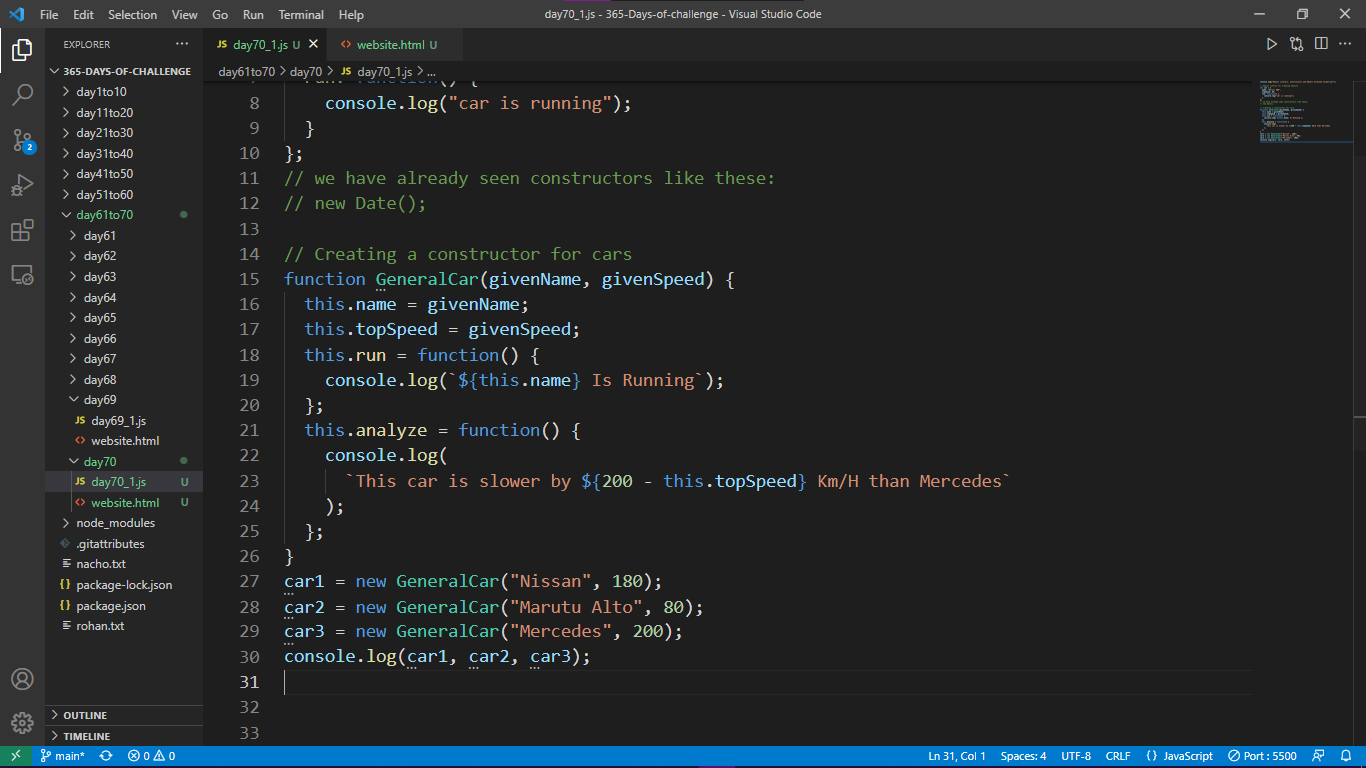 File Edit Selection View Go Run Terminal Help
day70_1.js - 365-Days-of-challenge - Visual Studio Code
EXPLORER
365-DAYS-OF-CHALLENGE
day1to10
day11to20
day21to30
day31to40
day41to50
day51to60
day61to70
day61
day62
day63
day64
day65
day66
day67
day68
day69
JS day69_1.js
<> website.html
day70
JS day70_1.js U
<> website.html U
node_modules
.gitattributes
nacho.txt
{} package-lock.json
{} package.json
rohan.txt
OUTLINE
TIMELINE
2
JS day70_1.js U
<> website.html U
day61to70 > day70 > JS day70_1.js > ...
8 console.log("car is running");
9 }
10 };
11 // we have already seen constructors like these:
12 // new Date();
13
14 // Creating a constructor for cars
15 function GeneralCar(givenName, givenSpeed) {
16 this.name = givenName;
17 this.topSpeed = givenSpeed;
18 this.run = function() {
19 console.log(`${this.name} Is Running`);
20 };
21 this.analyze = function() {
22 console.log(
23 `This car is slower by ${200 - this.topSpeed} Km/H than Mercedes`
24 );
25 };
26 }
27 car1 = new GeneralCar("Nissan", 180);
28 car2 = new GeneralCar("Marutu Alto", 80);
29 car3 = new GeneralCar("Mercedes", 200);
30 console.log(car1, car2, car3);
31
32
33
main* 0 0
Ln 31, Col 1 Spaces: 4 UTF-8 CRLF {} JavaScript Port : 5500